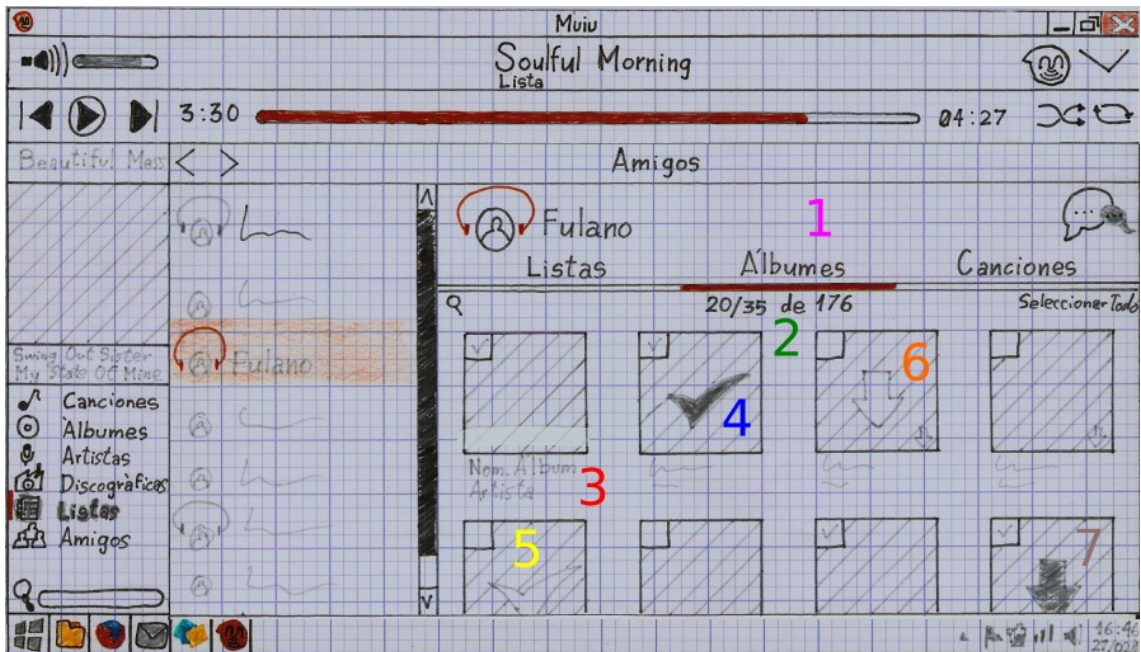 Muiu
Soulful Morning
Lista
3:30
04:27
Beautiful Mess
< >
Amigos
Fulano
1
Listas
Álbumes
Canciones
20/35 de 176
Seleccionar Todo
2
Swing Out Sister
My State Of Mine
Fulano
6
Canciones
Álbumes
Artistas
Discográficas
Listas
Amigos
4
Nom. Álbum
Artista
3
5
7
16:46